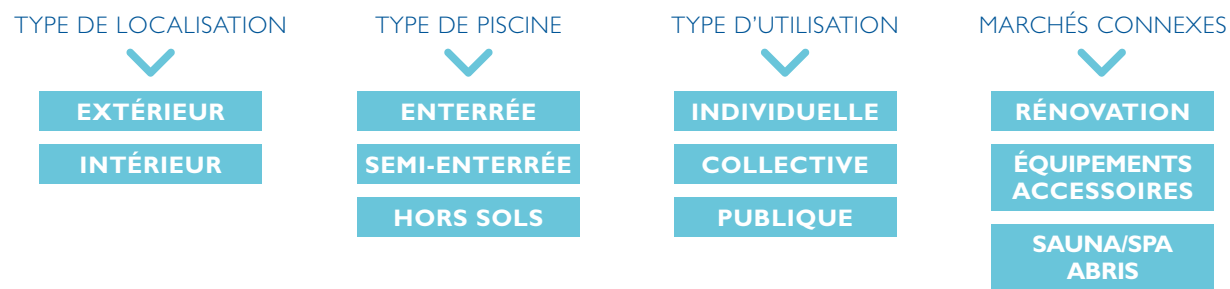 TYPE DE LOCALISATION
EXTÉRIEUR
INTÉRIEUR
TYPE DE PISCINE
ENTERRÉE
SEMI-ENTERRÉE
HORS SOLS
TYPE D'UTILISATION
INDIVIDUELLE
COLLECTIVE
PUBLIQUE
MARCHÉS CONNEXES
RÉNOVATION
ÉQUIPEMENTS
ACCESSOIRES
SAUNA/SPA
ABRIS